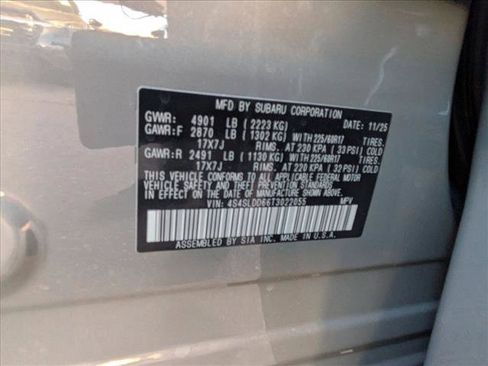 MFD. BY SUBARU CORPORATION
GVWR: 4901 LB ( 2223 KG) DATE: 11/25
GAWR:F 2870 LB ( 1302 KG) WITH 225/60R17
17X7J RIMS, AT 230 KPA ( 33 PSI) COLD
GAWR:R 2491 LB ( 1130 KG) WITH 225/60R17
17X7J RIMS, AT 220 KPA ( 32 PSI) COLD
THIS VEHICLE CONFORMS TO ALL APPLICABLE FEDERAL MOTOR
VEHICLE SAFETY AND THEFT PREVENTION STANDARDS
IN EFFECT ON THE DATE OF MANUFACTURE SHOWN ABOVE.
VIN: 4S4SLDD66T3022055 MPV
ASSEMBLED BY SIA INC. MADE IN U.S.A.